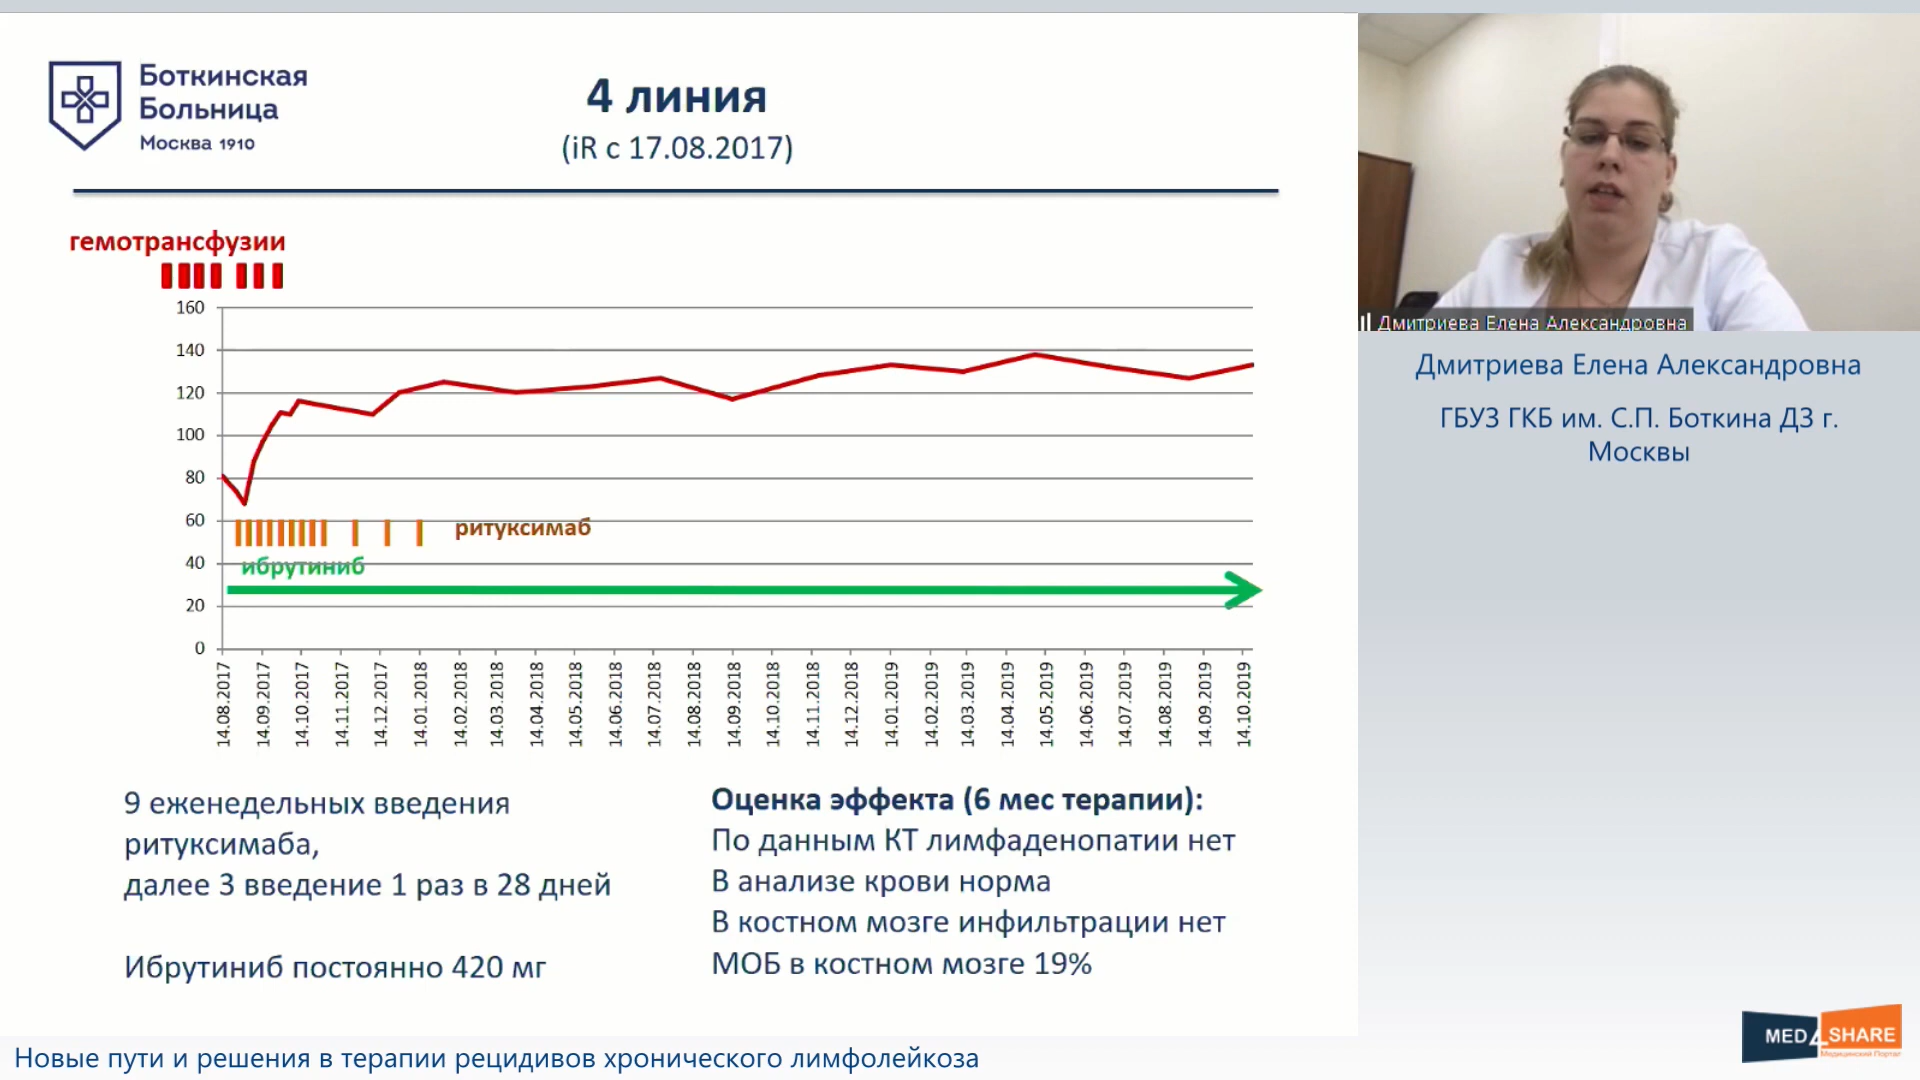 Боткинская
Больница
Москва 1910
4 линия
(iR с 17.08.2017)
гемотрансфузии
160
140
120
100
80
60
40
20
0
ритуксимаб
ибрутиниб
14.08.2017
14.09.2017
14.10.2017
14.11.2017
14.12.2017
14.01.2018
14.02.2018
14.03.2018
14.04.2018
14.05.2018
14.06.2018
14.07.2018
14.08.2018
14.09.2018
14.10.2018
14.11.2018
14.12.2018
14.01.2019
14.02.2019
14.03.2019
14.04.2019
14.05.2019
14.06.2019
14.07.2019
14.08.2019
14.09.2019
14.10.2019
9 еженедельных введения
ритуксимаба,
далее 3 введение 1 раз в 28 дней
Ибрутиниб постоянно 420 мг
Оценка эффекта (6 мес терапии):
По данным КТ лимфаденопатии нет
В анализе крови норма
В костном мозге инфильтрации нет
МОБ в костном мозге 19%
Дмитриева Елена Александровна
Дмитриева Елена Александровна
ГБУЗ ГКБ им. С.П. Боткина ДЗ г.
Москвы
MED4SHARE
Медицинский Портал
Новые пути и решения в терапии рецидивов хронического лимфолейкоза